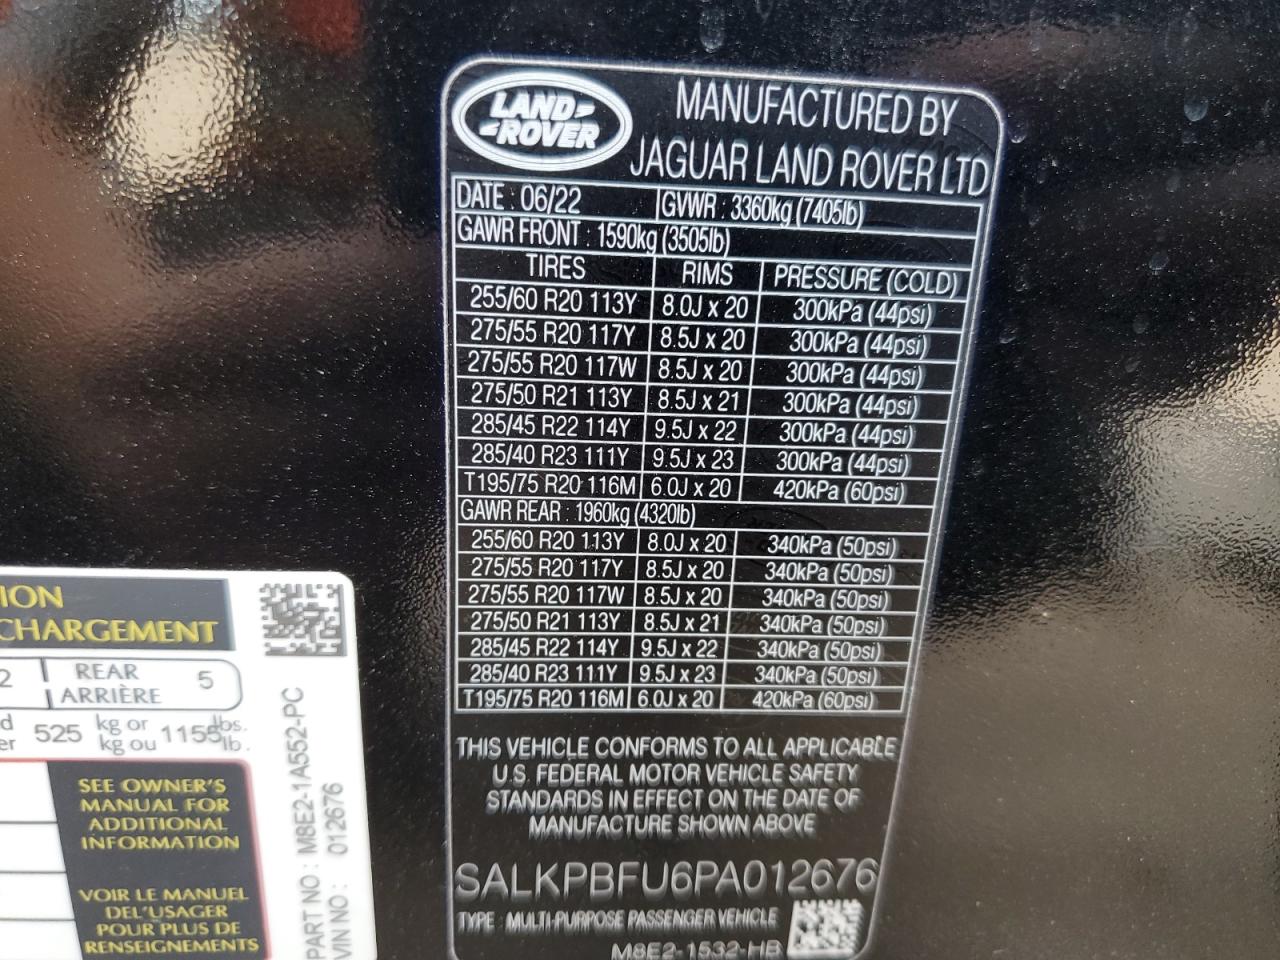 LAND
ROVER
MANUFACTURED BY
JAGUAR LAND ROVER LTD
DATE : 06/22 GVWR : 3360kg (7405lb)
GAWR FRONT : 1590kg (3505lb)
TIRES RIMS PRESSURE (COLD)
255/60 R20 113Y 8.0J x 20 300kPa (44psi)
275/55 R20 117Y 8.5J x 20 300kPa (44psi)
275/55 R20 117W 8.5J x 20 300kPa (44psi)
275/50 R21 113Y 8.5J x 21 300kPa (44psi)
285/45 R22 114Y 9.5J x 22 300kPa (44psi)
285/40 R23 111Y 9.5J x 23 300kPa (44psi)
T195/75 R20 116M 6.0J x 20 420kPa (60psi)
GAWR REAR : 1960kg (4320lb)
255/60 R20 113Y 8.0J x 20 340kPa (50psi)
275/55 R20 117Y 8.5J x 20 340kPa (50psi)
275/55 R20 117W 8.5J x 20 340kPa (50psi)
275/50 R21 113Y 8.5J x 21 340kPa (50psi)
285/45 R22 114Y 9.5J x 22 340kPa (50psi)
285/40 R23 111Y 9.5J x 23 340kPa (50psi)
T195/75 R20 116M 6.0J x 20 420kPa (60psi)
THIS VEHICLE CONFORMS TO ALL APPLICABLE
U.S. FEDERAL MOTOR VEHICLE SAFETY
STANDARDS IN EFFECT ON THE DATE OF
MANUFACTURE SHOWN ABOVE
SALKPBFU6PA012676
TYPE : MULTI-PURPOSE PASSENGER VEHICLE
M8E2-1532-HB
ION
CHARGEMENT
2 REAR 5
ARRIÈRE
d 525 kg or 1155 lbs.
er kg ou lb.
SEE OWNER'S
MANUAL FOR
ADDITIONAL
INFORMATION
VOIR LE MANUEL
DEL'USAGER
POUR PLUS DE
RENSEIGNEMENTS
PART NO : M8E2-1A552-PC
VIN NO : 012676